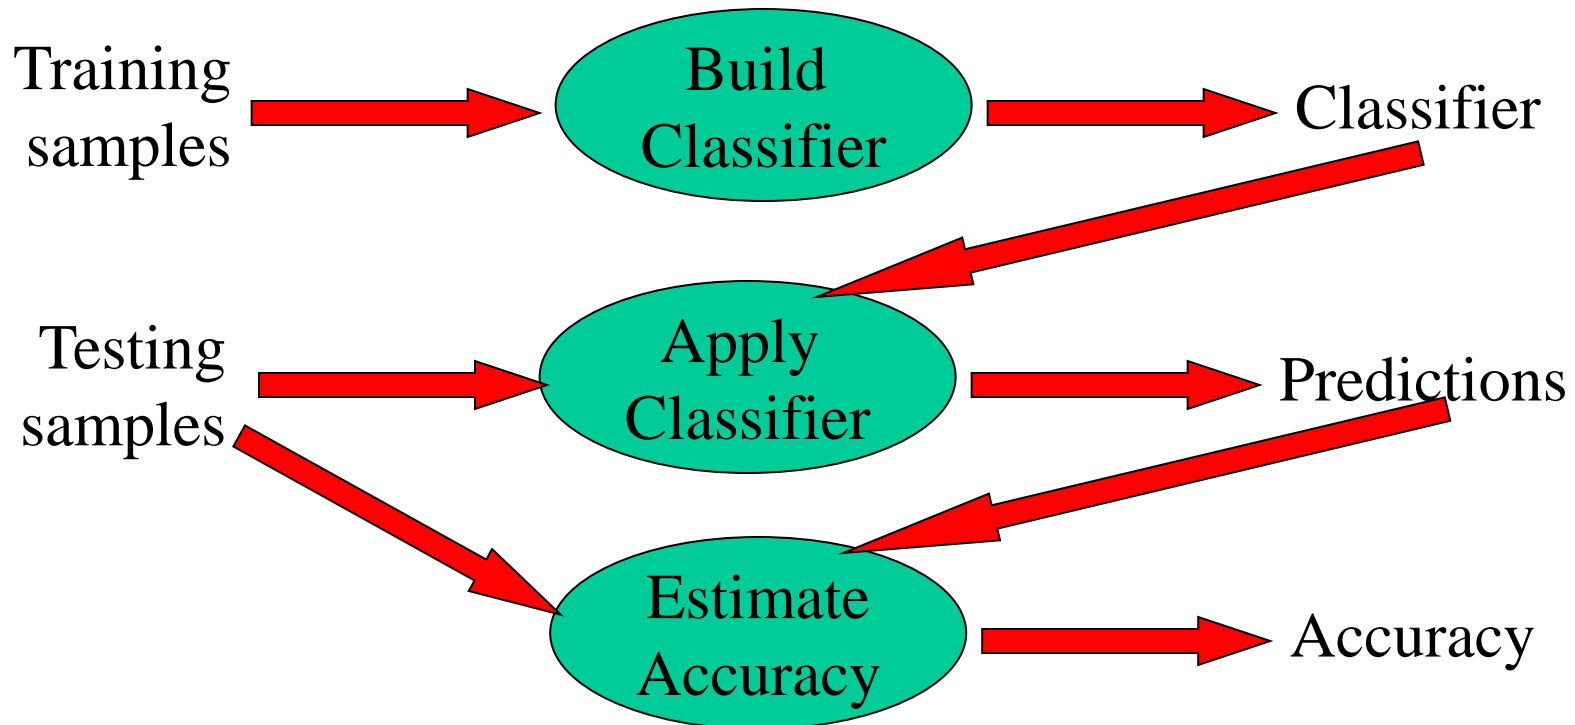 Training
samples
Build
Classifier
Classifier
Testing
samples
Apply
Classifier
Predictions
Estimate
Accuracy
Accuracy